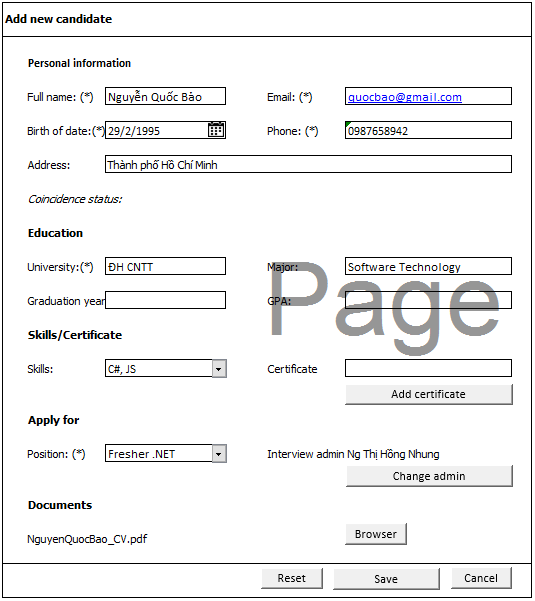 Add new candidate
Personal information
Full name: (*) Nguyễn Quốc Bảo Email: (*) quocbao@gmail.com
Birth of date:(*) 29/2/1995 Phone: (*) 0987658942
Address: Thành phố Hồ Chí Minh
Coincidence status:
Education
University:(*) ĐH CNTT Major: Software Technology
Graduation year GPA:
Page
Skills/Certificate
Skills: C#, JS Certificate
Add certificate
Apply for
Position: (*) Fresher .NET Interview admin Ng Thị Hồng Nhung
Change admin
Documents
NguyenQuocBao_CV.pdf Browser
Reset Save Cancel